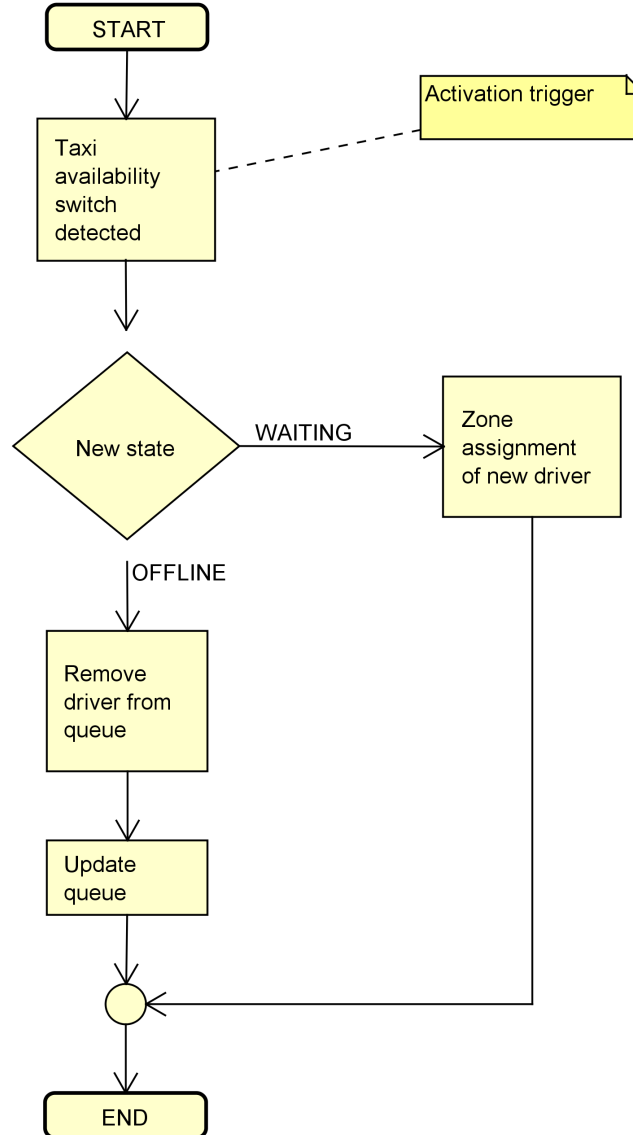 START
Activation trigger
Taxi
availability
switch
detected
New state
WAITING
Zone
assignment
of new driver
OFFLINE
Remove
driver from
queue
Update
queue
END